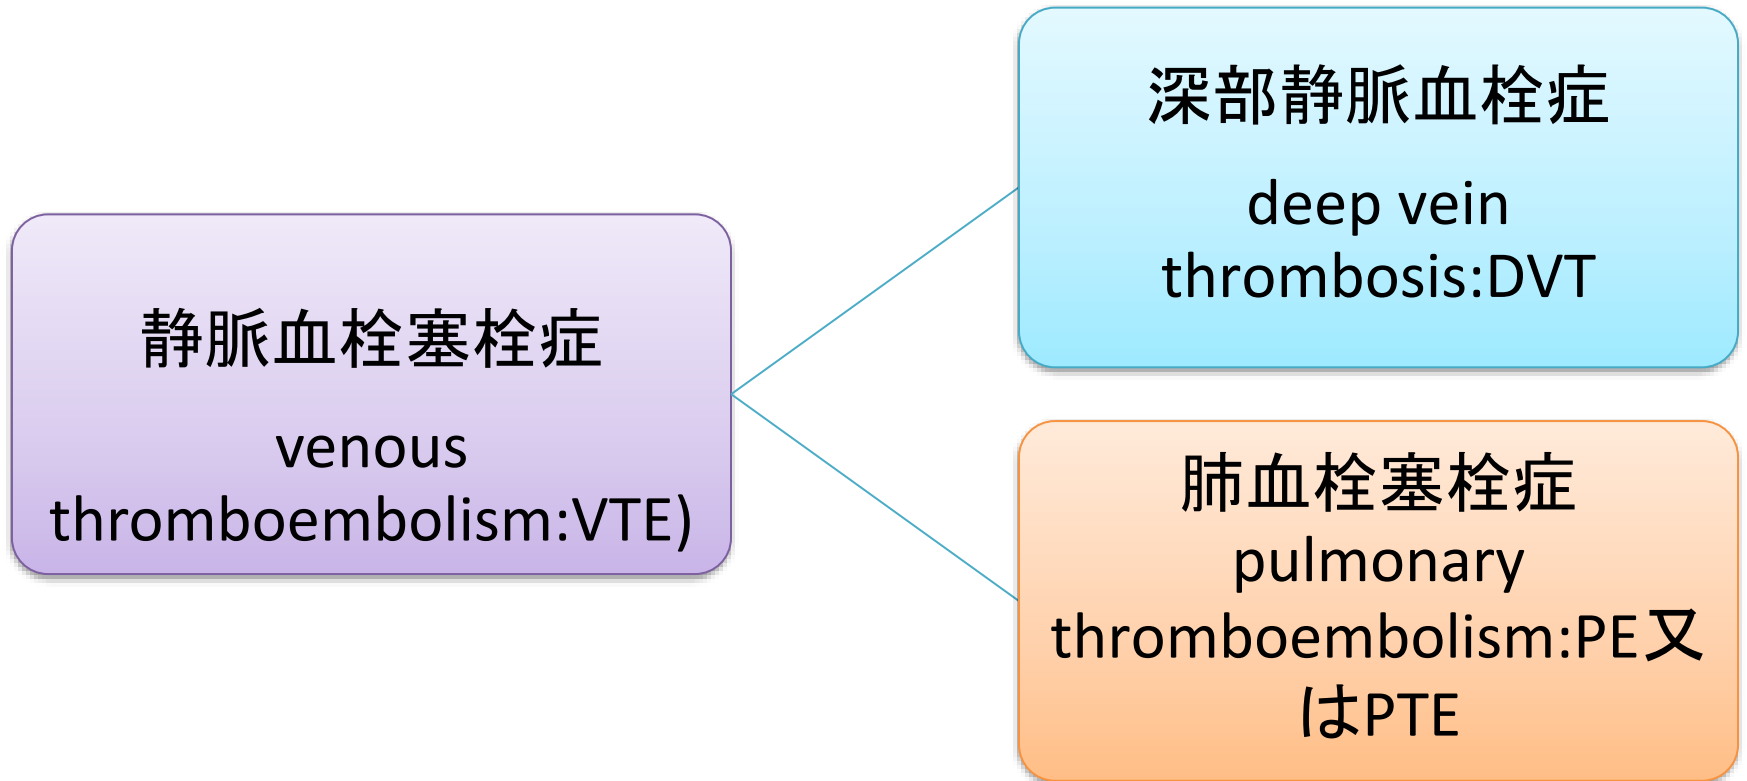 静脈血栓塞栓症
venous
thromboembolism:VTE)
深部静脈血栓症
deep vein
thrombosis:DVT
肺血栓塞栓症
pulmonary
thromboembolism:PE又
はPTE